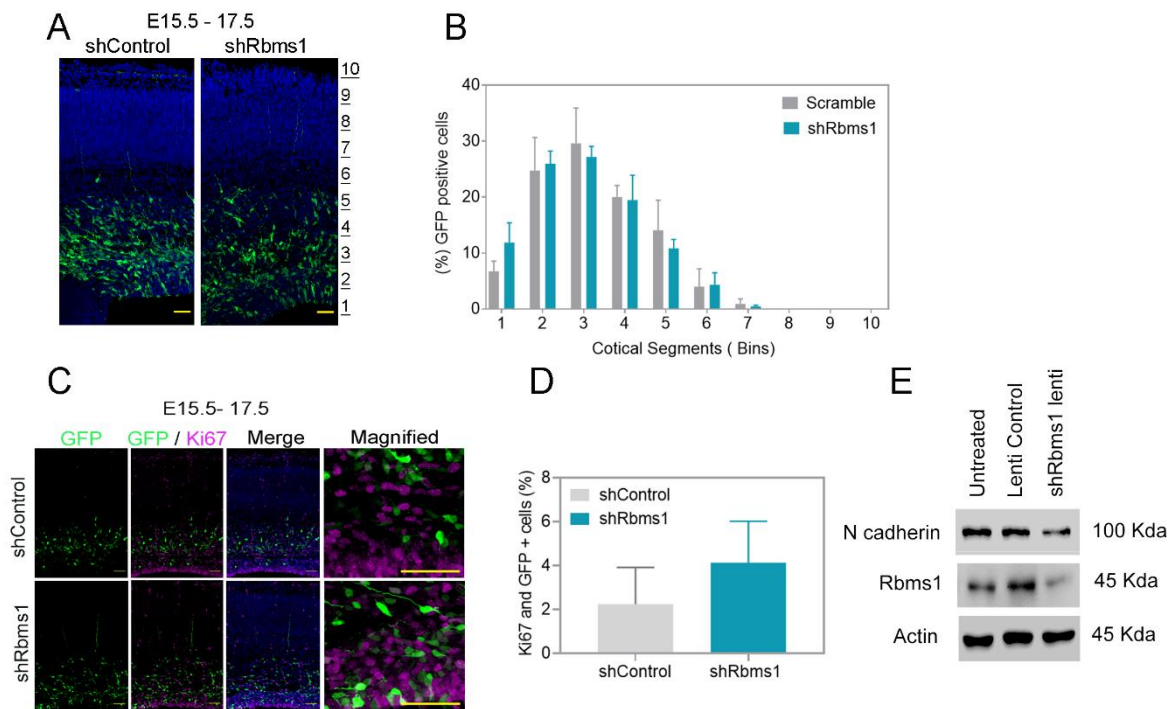 A
E15.5 - 17.5
shControl shRbms1
10
9
8
7
6
5
4
3
2
1
B
(%) GFP positive cells
40
30
20
10
0
Scramble
shRbms1
1 2 3 4 5 6 7 8 9 10
Cotical Segments ( Bins)
C
E15.5- 17.5
GFP GFP / Ki67 Merge Magnified
shControl
shRbms1
D
Ki67 and GFP + cells (%)
8
6
4
2
0
shControl
shRbms1
shControl shRbms1
E
Untreated
Lenti Control
shRbms1 lenti
N cadherin 100 Kda
Rbms1 45 Kda
Actin 45 Kda